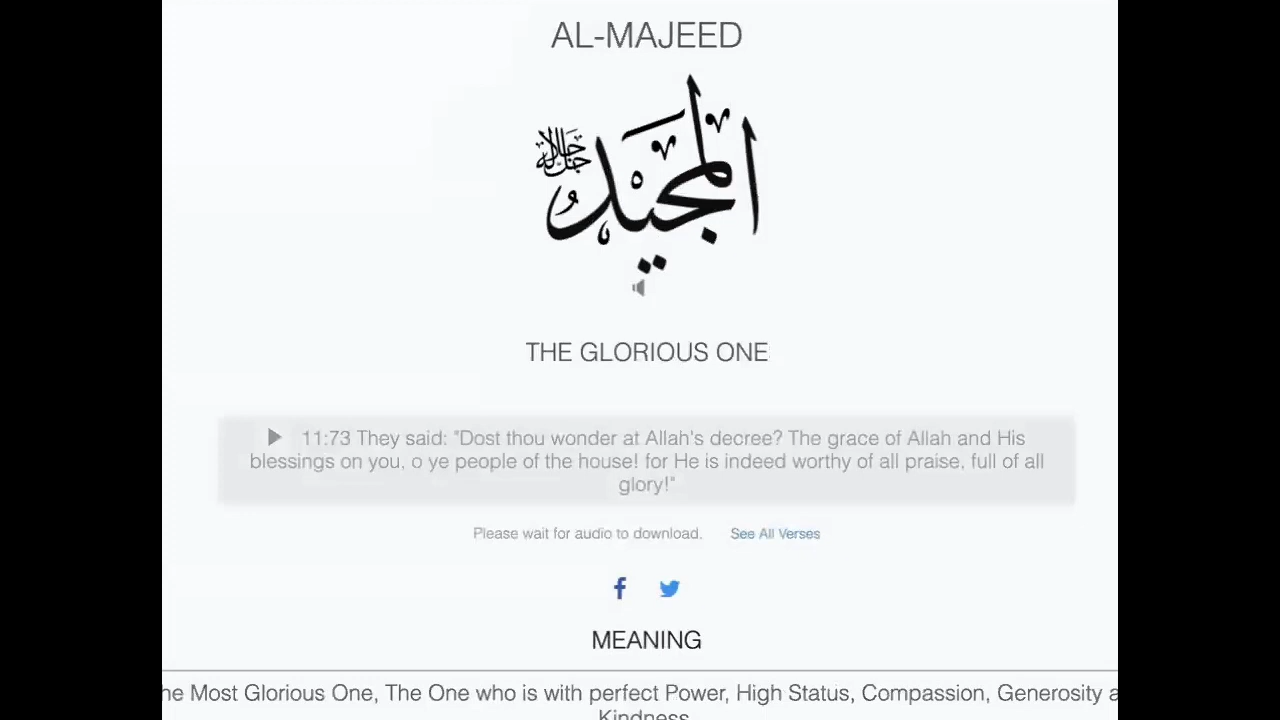 AL-MAJEED
المجيد جل جلاله
THE GLORIOUS ONE
11:73 They said: "Dost thou wonder at Allah's decree? The grace of Allah and His
blessings on you, o ye people of the house! for He is indeed worthy of all praise, full of all
glory!"
Please wait for audio to download. See All Verses
MEANING
he Most Glorious One, The One who is with perfect Power, High Status, Compassion, Generosity a
Kindness